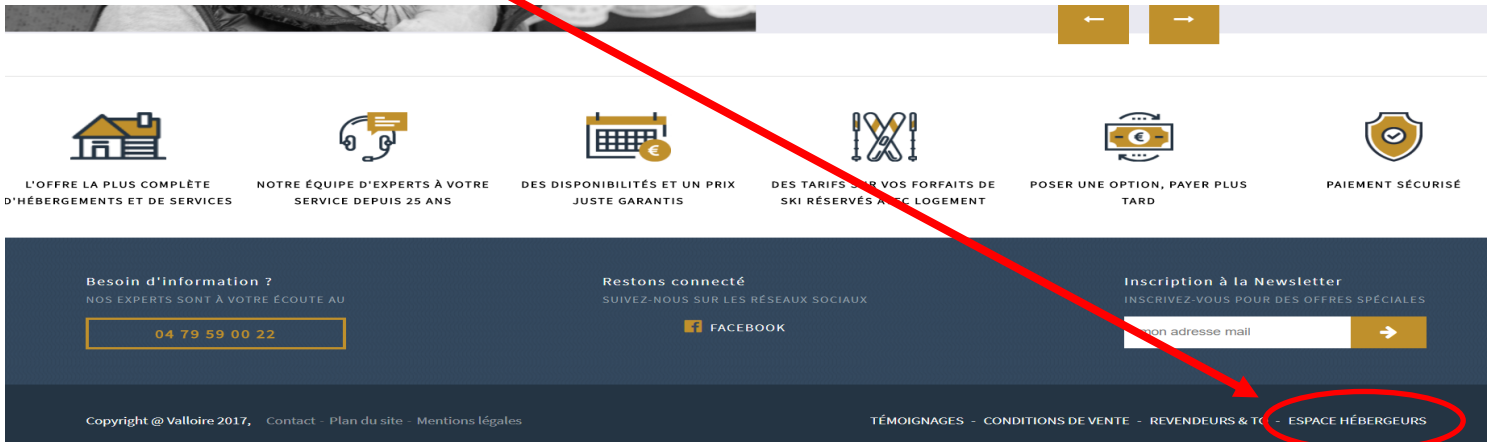 L'OFFRE LA PLUS COMPLÈTE
D'HÉBERGEMENTS ET DE SERVICES
NOTRE ÉQUIPE D'EXPERTS À VOTRE
SERVICE DEPUIS 25 ANS
DES DISPONIBILITÉS ET UN PRIX
JUSTE GARANTIS
DES TARIFS SUR VOS FORFAITS DE
SKI RÉSERVÉS AVEC LOGEMENT
POSER UNE OPTION, PAYER PLUS
TARD
PAIEMENT SÉCURISÉ
Besoin d'information ?
NOS EXPERTS SONT À VOTRE ÉCOUTE AU
04 79 59 00 22
Restons connecté
SUIVEZ-NOUS SUR LES RÉSEAUX SOCIAUX
FACEBOOK
Inscription à la Newsletter
INSCRIVEZ-VOUS POUR DES OFFRES SPÉCIALES
mon adresse mail
Copyright @ Valloire 2017, Contact - Plan du site - Mentions légales
TÉMOIGNAGES - CONDITIONS DE VENTE - REVENDEURS & TO - ESPACE HÉBERGEURS